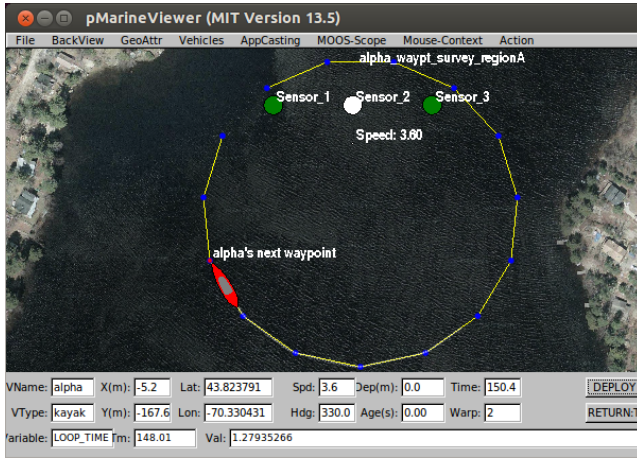 pMarineViewer (MIT Version 13.5)
File BackView GeoAttr Vehicles AppCasting MOOS-Scope Mouse-Context Action
alpha_waypt_survey_regionA
Sensor_1 Sensor_2 Sensor_3
Speed: 3.60
alpha's next waypoint
VName: alpha X(m): -5.2 Lat: 43.823791 Spd: 3.6 Dep(m): 0.0 Time: 150.4 DEPLOY
VType: kayak Y(m): -167.6 Lon: -70.330431 Hdg: 330.0 Age(s): 0.00 Warp: 2 RETURN:T
Variable: LOOP_TIME Tm: 148.01 Val: 1.27935266